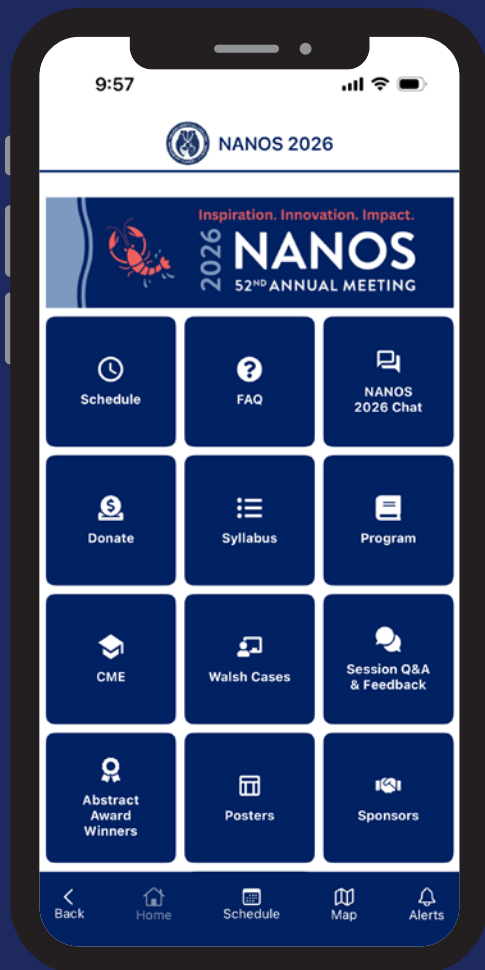 9:57
NANOS 2026
Inspiration. Innovation. Impact.
2026
NANOS
52ND ANNUAL MEETING
Schedule
FAQ
NANOS
2026 Chat
Donate
Syllabus
Program
CME
Walsh Cases
Session Q&A
& Feedback
Abstract
Award
Winners
Posters
Sponsors
Back
Home
Schedule
Map
Alerts